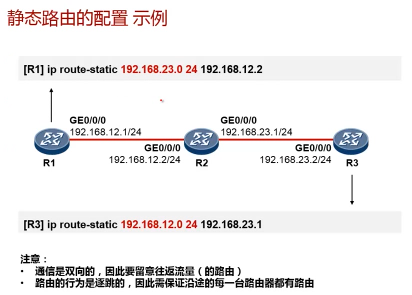 静态路由的配置 示例
[R1] ip route-static 192.168.23.0 24 192.168.12.2
GE0/0/0
192.168.12.1/24
GE0/0/0
192.168.23.1/24
GE0/0/0
192.168.12.2/24
GE0/0/0
192.168.23.2/24
R1
R2
R3
[R3] ip route-static 192.168.12.0 24 192.168.23.1
注意：
• 通信是双向的，因此要留意往返流量（的路由）
• 路由的行为是逐跳的，因此需保证沿途的每一台路由器都有路由